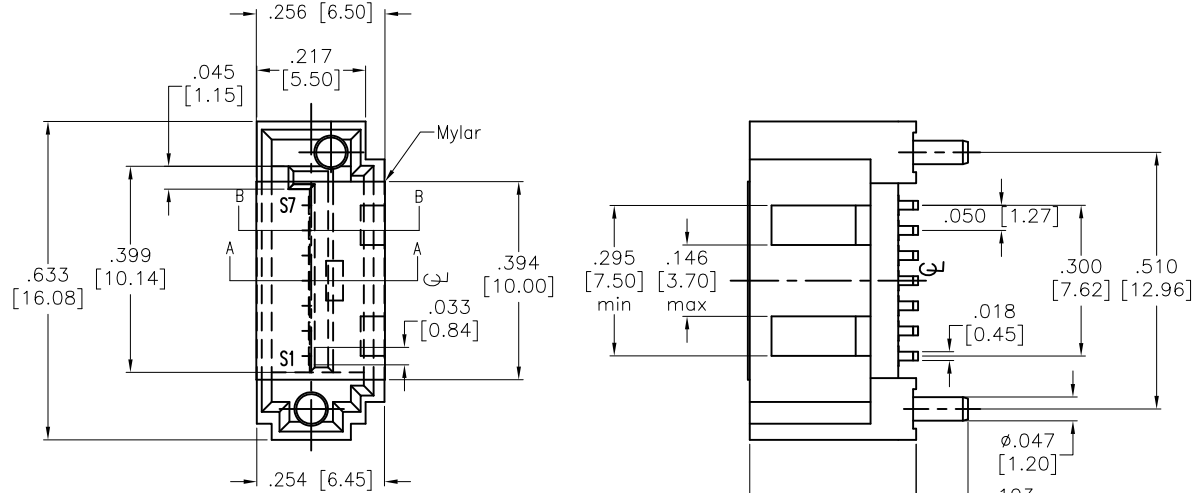 .256 [6.50]
.217
[5.50]
.045
[1.15]
Mylar
B
B
S7
A
A
.633
[16.08]
.399
[10.14]
.394
[10.00]
℄
.033
[0.84]
S1
.254 [6.45]
.050 [1.27]
.295
[7.50]
min
.146
[3.70]
max
℄
.300
[7.62]
.510
[12.96]
.018
[0.45]
ø.047
[1.20]